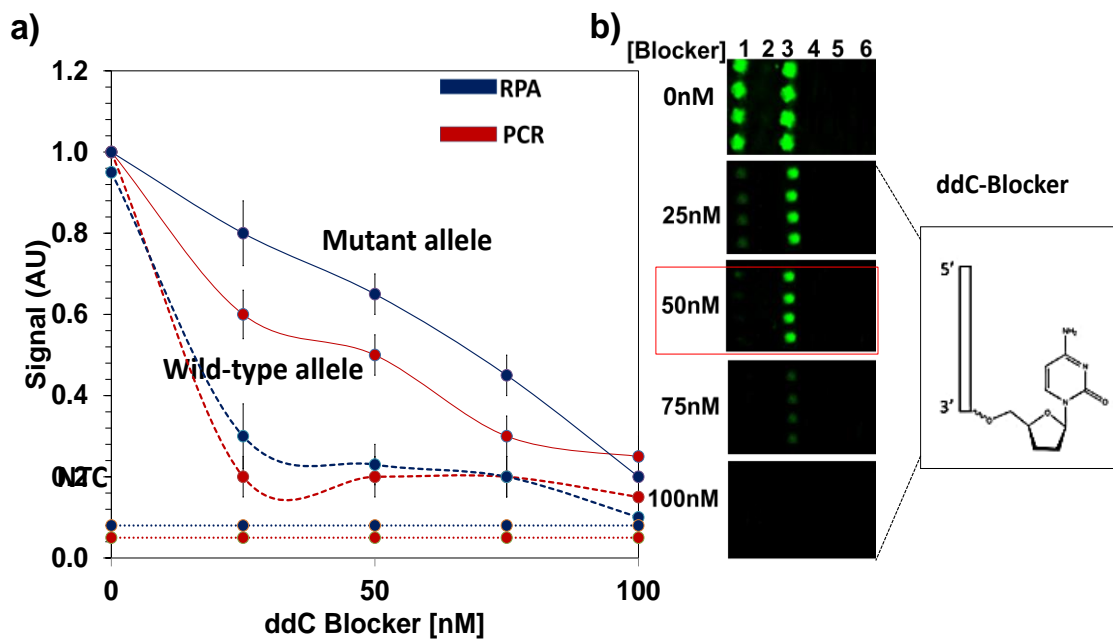 a)
b)
[Blocker] 1 2 3 4 5 6
1.2
1.0
0.8
0.6
0.4
0.2
0.0
Signal (AU)
RPA
PCR
Mutant allele
Wild-type allele
NTC
0 50 100
ddC Blocker [nM]
0nM
25nM
50nM
75nM
100nM
ddC-Blocker
5'
3'
NH₂
N
N
O
O
O